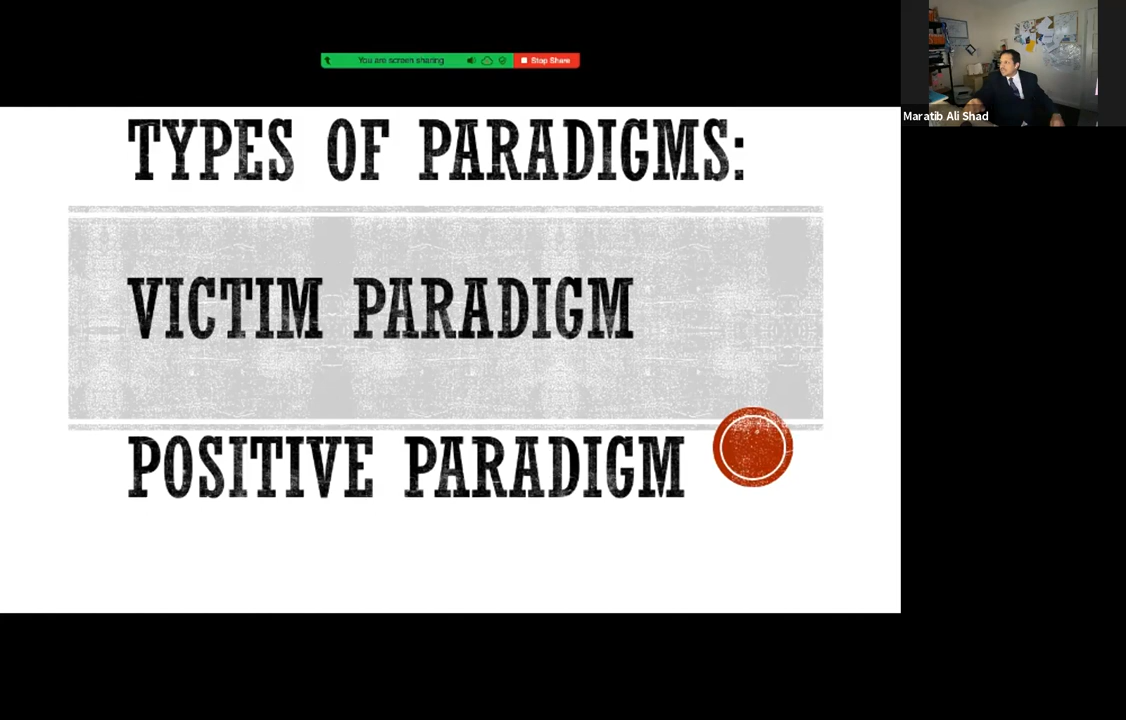 You are screen sharing
Stop Share
Maratib Ali Shad
TYPES OF PARADIGMS:
VICTIM PARADIGM
POSITIVE PARADIGM